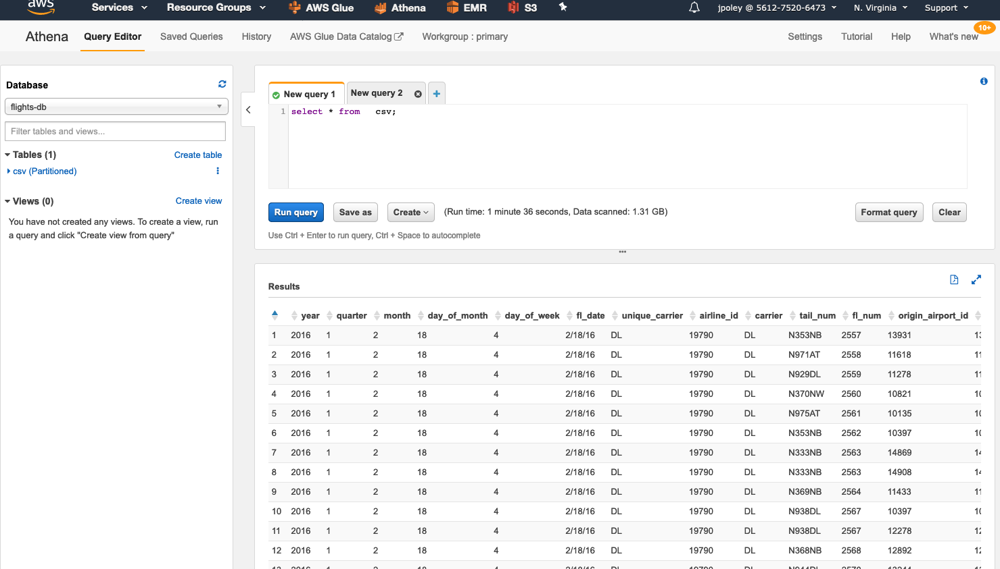 aws Services Resource Groups AWS Glue Athena EMR S3 jpoley @ 5612-7520-6473 N. Virginia Support
Athena Query Editor Saved Queries History AWS Glue Data Catalog Workgroup : primary Settings Tutorial Help What's new 10+
Database
flights-db
Filter tables and views...
Tables (1) Create table
csv (Partitioned)
Views (0) Create view
You have not created any views. To create a view, run
a query and click "Create view from query"
New query 1 New query 2
1 select * from csv;
Run query Save as Create (Run time: 1 minute 36 seconds, Data scanned: 1.31 GB) Format query Clear
Use Ctrl + Enter to run query, Ctrl + Space to autocomplete
Results
year quarter month day_of_month day_of_week fl_date unique_carrier airline_id carrier tail_num fl_num origin_airport_id
1 2016 1 2 18 4 2/18/16 DL 19790 DL N353NB 2557 13931
2 2016 1 2 18 4 2/18/16 DL 19790 DL N971AT 2558 11618
3 2016 1 2 18 4 2/18/16 DL 19790 DL N929DL 2559 11278
4 2016 1 2 18 4 2/18/16 DL 19790 DL N370NW 2560 10821
5 2016 1 2 18 4 2/18/16 DL 19790 DL N975AT 2561 10135
6 2016 1 2 18 4 2/18/16 DL 19790 DL N353NB 2562 10397
7 2016 1 2 18 4 2/18/16 DL 19790 DL N333NB 2563 14869
8 2016 1 2 18 4 2/18/16 DL 19790 DL N333NB 2563 14908
9 2016 1 2 18 4 2/18/16 DL 19790 DL N369NB 2564 11433
10 2016 1 2 18 4 2/18/16 DL 19790 DL N938DL 2567 10397
11 2016 1 2 18 4 2/18/16 DL 19790 DL N938DL 2567 12278
12 2016 1 2 18 4 2/18/16 DL 19790 DL N368NB 2568 12892